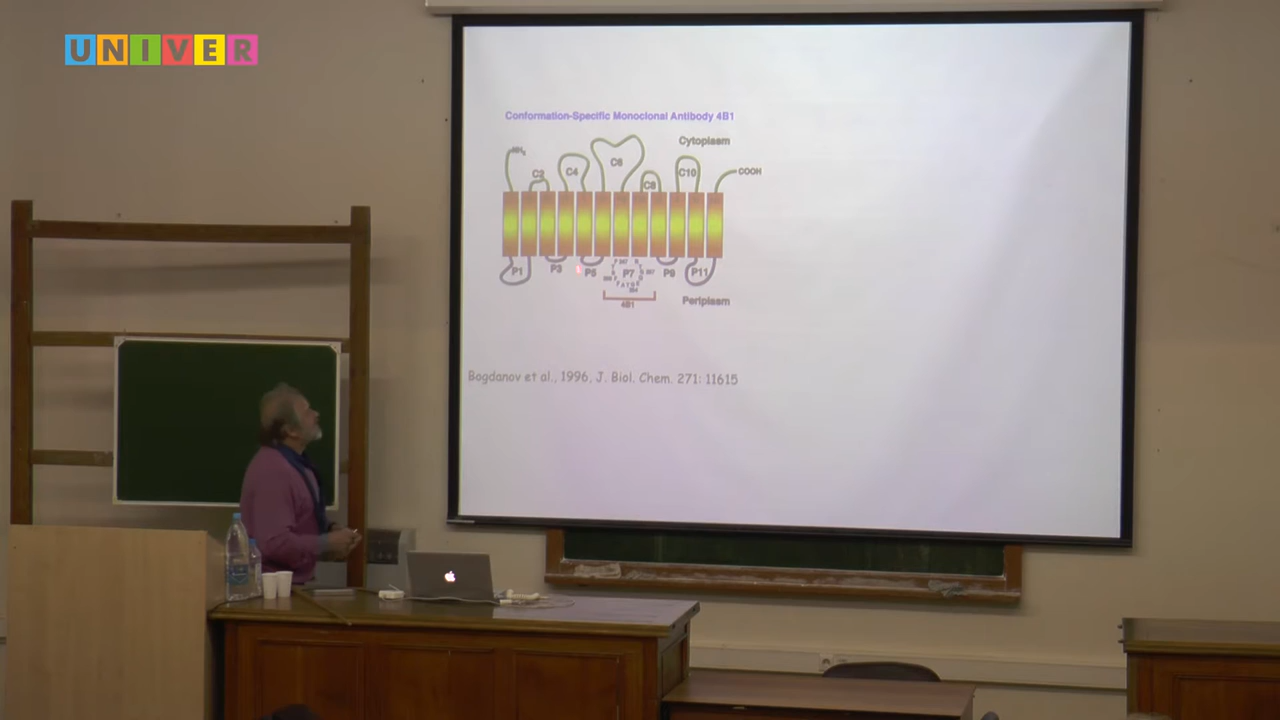 UNIVER
Conformation-Specific Monoclonal Antibody 4B1
Cytoplasm
NH2
C2
C4
C6
C8
C10
COOH
P1
P3
P5
P7
P9
P11
4B1
Periplasm
Bogdanov et al., 1996, J. Biol. Chem. 271: 11615